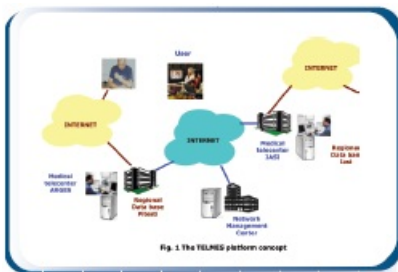 User
INTERNET
INTERNET
INTERNET
Medical
telecenter
IASI
Regional
Data base
Iasi
Medical
telecenter
ARGES
Regional
Data base
Pitesti
Network
Management
Center
Fig. 1 The TELMES platform concept